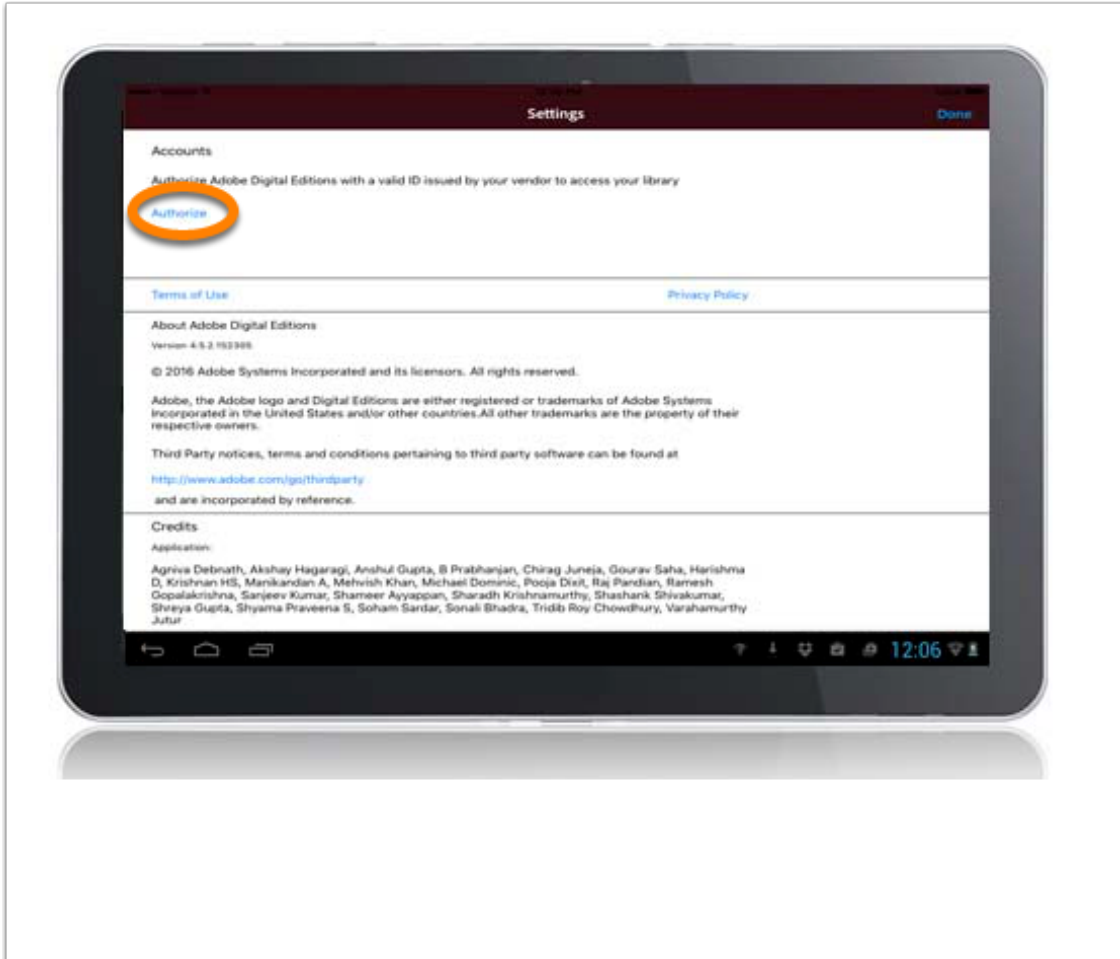 Settings
Done
Accounts
Authorize Adobe Digital Editions with a valid ID issued by your vendor to access your library
Authorize
Terms of Use
Privacy Policy
About Adobe Digital Editions
Version 4.5.2.152305
© 2016 Adobe Systems Incorporated and its licensors. All rights reserved.
Adobe, the Adobe logo and Digital Editions are either registered or trademarks of Adobe Systems
Incorporated in the United States and/or other countries.All other trademarks are the property of their
respective owners.
Third Party notices, terms and conditions pertaining to third party software can be found at
http://www.adobe.com/go/thirdparty
and are incorporated by reference.
Credits
Application:
Agniva Debnath, Akshay Hagaragi, Anshul Gupta, B Prabhanjan, Chirag Juneja, Gourav Saha, Harishma
D, Krishnan HS, Manikandan A, Mehvish Khan, Michael Dominic, Pooja Dixit, Raj Pandian, Ramesh
Gopalakrishna, Sanjeev Kumar, Shameer Ayyappan, Sharadh Krishnamurthy, Shashank Shivakumar,
Shreya Gupta, Shyama Praveena S, Soham Sardar, Sonali Bhadra, Tridib Roy Chowdhury, Varahamurthy
Jutur
12:06